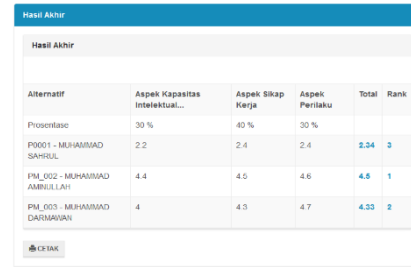 Hasil Akhir
Hasil Akhir
Alternatif Aspek Kapasitas Intelektual... Aspek Sikap Kerja Aspek Perilaku Total Rank
Prosentase 30 % 40 % 30 %
P0001 - MUHAMMAD SAHRUL 2.2 2.4 2.4 2.34 3
PM_002 - MUHAMMAD AMINULLAH 4.4 4.5 4.6 4.5 1
PM_003 - MUHAMMAD DARMAWAN 4 4.3 4.7 4.33 2
CETAK